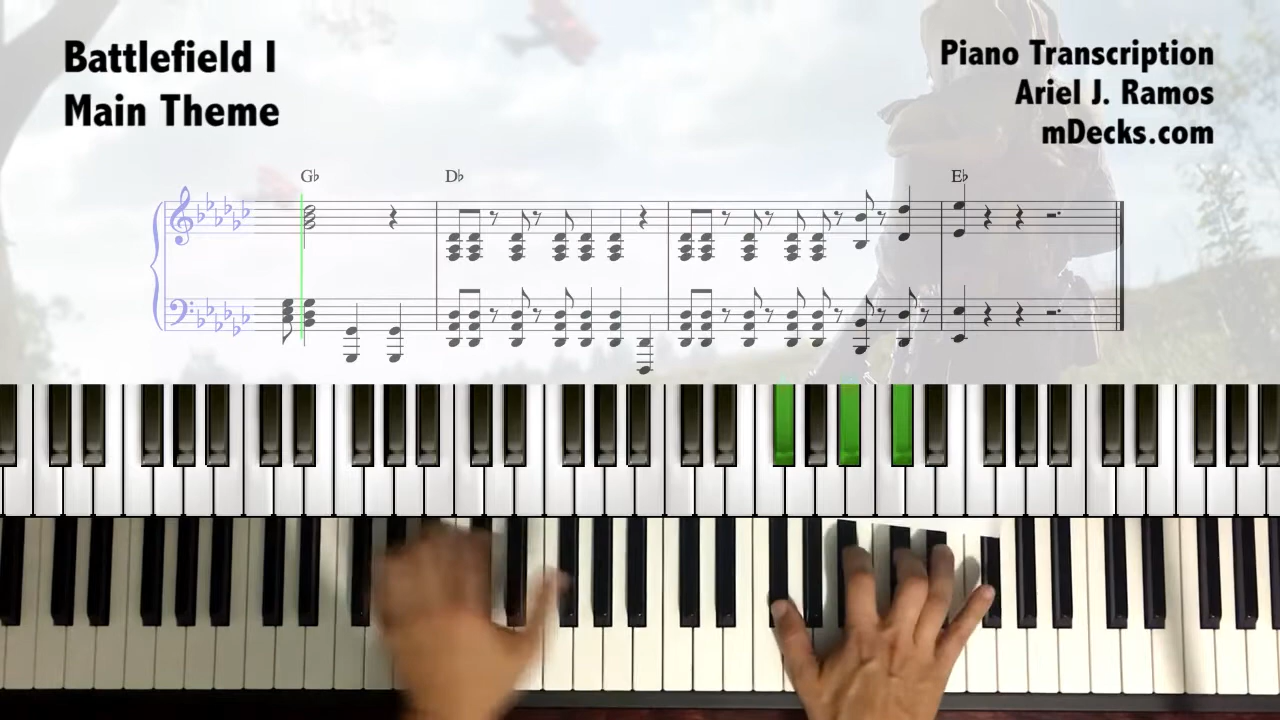 Battlefield I
Main Theme
Piano Transcription
Ariel J. Ramos
mDecks.com
G♭ D♭ E♭